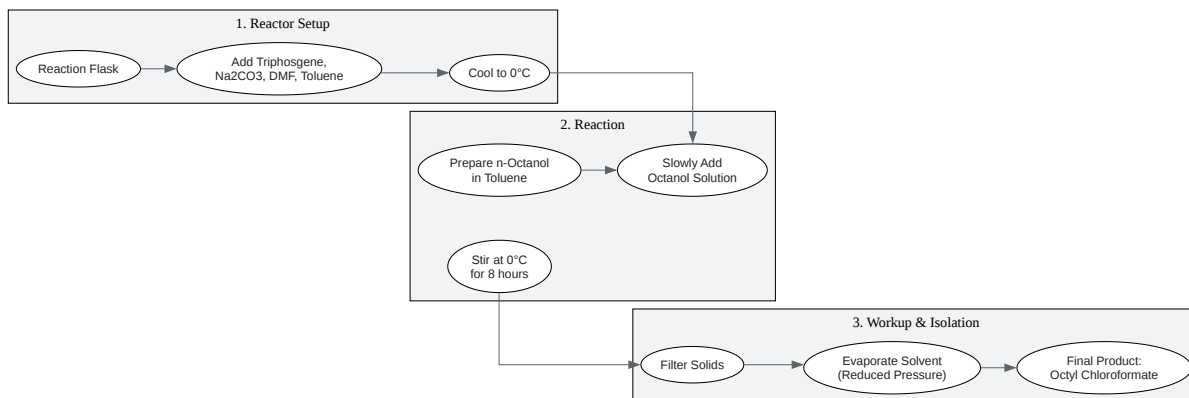 1. Reactor Setup
Reaction Flask
Add Triphosgene,
Na2CO3, DMF, Toluene
Cool to 0°C
2. Reaction
Prepare n-Octanol
in Toluene
Slowly Add
Octanol Solution
Stir at 0°C
for 8 hours
3. Workup & Isolation
Filter Solids
Evaporate Solvent
(Reduced Pressure)
Final Product:
Octyl Chloroformate